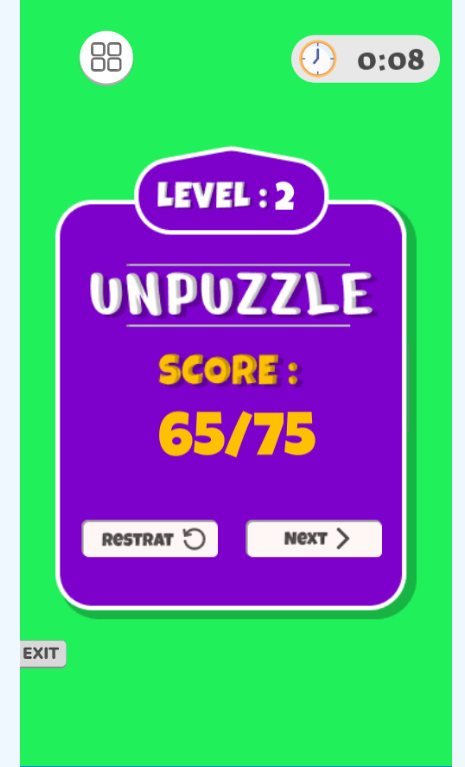 0:08
LEVEL : 2
UNPUZZLE
SCORE :
65/75
RESTRAT
NEXT
EXIT